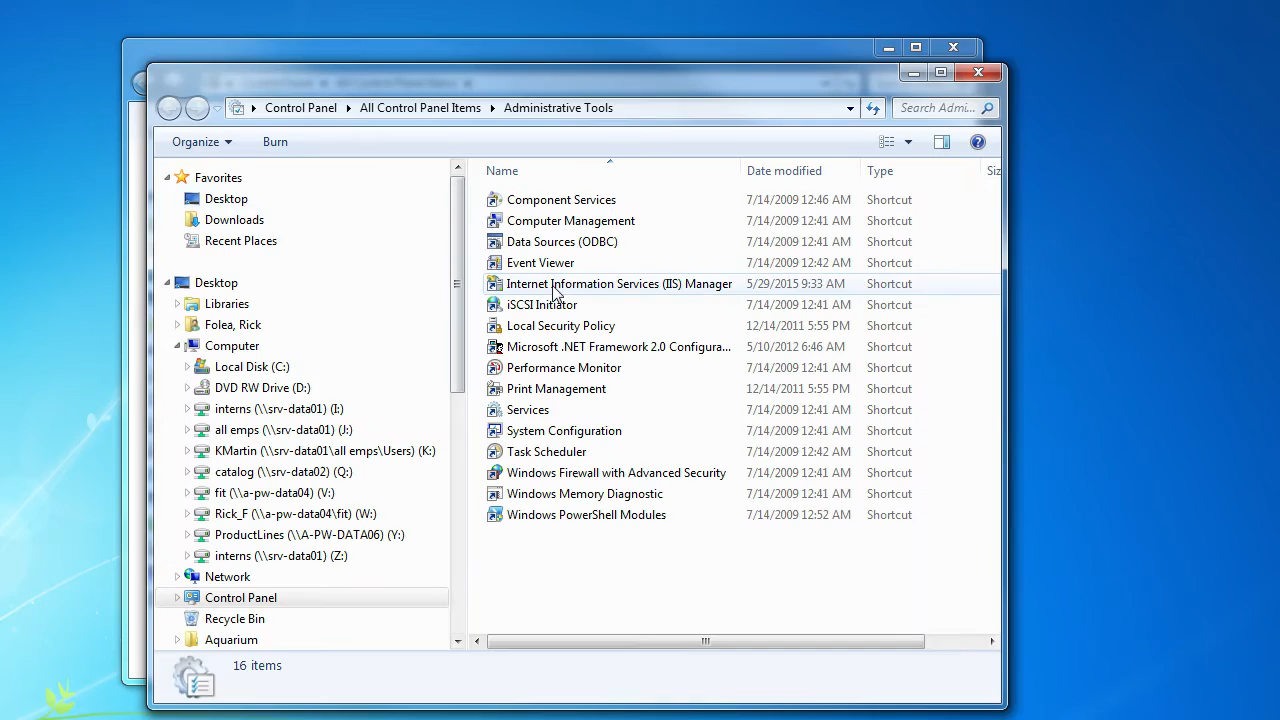 Control Panel All Control Panel Items Administrative Tools Search Admi...
Organize Burn
Favorites
Desktop
Downloads
Recent Places
Desktop
Libraries
Folea, Rick
Computer
Local Disk (C:)
DVD RW Drive (D:)
interns (\\srv-data01) (I:)
all emps (\\srv-data01) (J:)
KMartin (\\srv-data01\all emps\Users) (K:)
catalog (\\srv-data02) (Q:)
fit (\\a-pw-data04) (V:)
Rick_F (\\a-pw-data04\fit) (W:)
ProductLines (\\A-PW-DATA06) (Y:)
interns (\\srv-data01) (Z:)
Network
Control Panel
Recycle Bin
Aquarium
Name Date modified Type Siz
Component Services 7/14/2009 12:46 AM Shortcut
Computer Management 7/14/2009 12:41 AM Shortcut
Data Sources (ODBC) 7/14/2009 12:41 AM Shortcut
Event Viewer 7/14/2009 12:42 AM Shortcut
Internet Information Services (IIS) Manager 5/29/2015 9:33 AM Shortcut
iSCSI Initiator 7/14/2009 12:41 AM Shortcut
Local Security Policy 12/14/2011 5:55 PM Shortcut
Microsoft .NET Framework 2.0 Configura... 5/10/2012 6:46 AM Shortcut
Performance Monitor 7/14/2009 12:41 AM Shortcut
Print Management 12/14/2011 5:55 PM Shortcut
Services 7/14/2009 12:41 AM Shortcut
System Configuration 7/14/2009 12:41 AM Shortcut
Task Scheduler 7/14/2009 12:42 AM Shortcut
Windows Firewall with Advanced Security 7/14/2009 12:41 AM Shortcut
Windows Memory Diagnostic 7/14/2009 12:41 AM Shortcut
Windows PowerShell Modules 7/14/2009 12:52 AM Shortcut
16 items